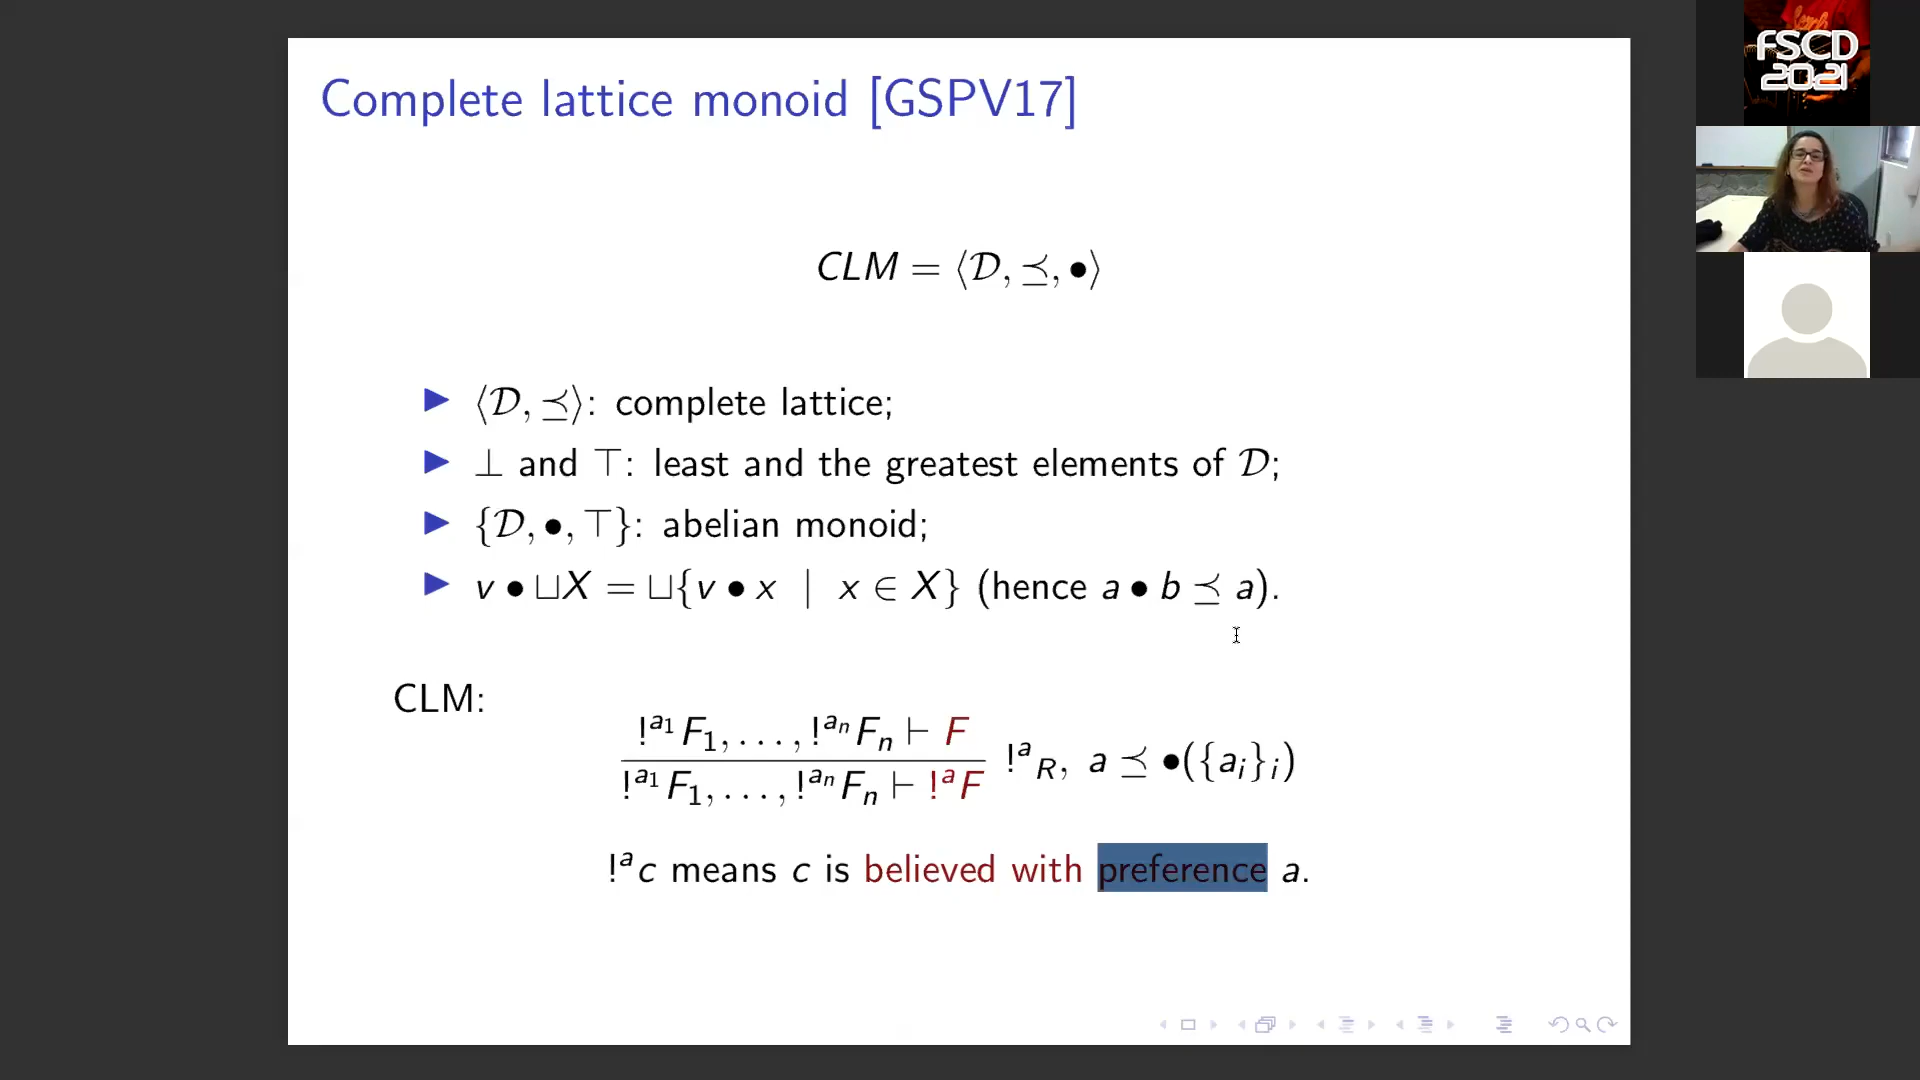 Complete lattice monoid [GSPV17]
CLM = ⟨𝒟, ⪯, •⟩
▶ ⟨𝒟, ⪯⟩: complete lattice;
▶ ⊥ and ⊤: least and the greatest elements of 𝒟;
▶ {𝒟, •, ⊤}: abelian monoid;
▶ v • ⊔X = ⊔{v • x | x ∈ X} (hence a • b ⪯ a).
CLM:
!^{a_1} F_1, . . . , !^{a_n} F_n ⊢ F
!^{a_1} F_1, . . . , !^{a_n} F_n ⊢ !^a F
!^a_R, a ⪯ •({a_i}_i)
!^a c means c is believed with preference a.
FSCD
2021